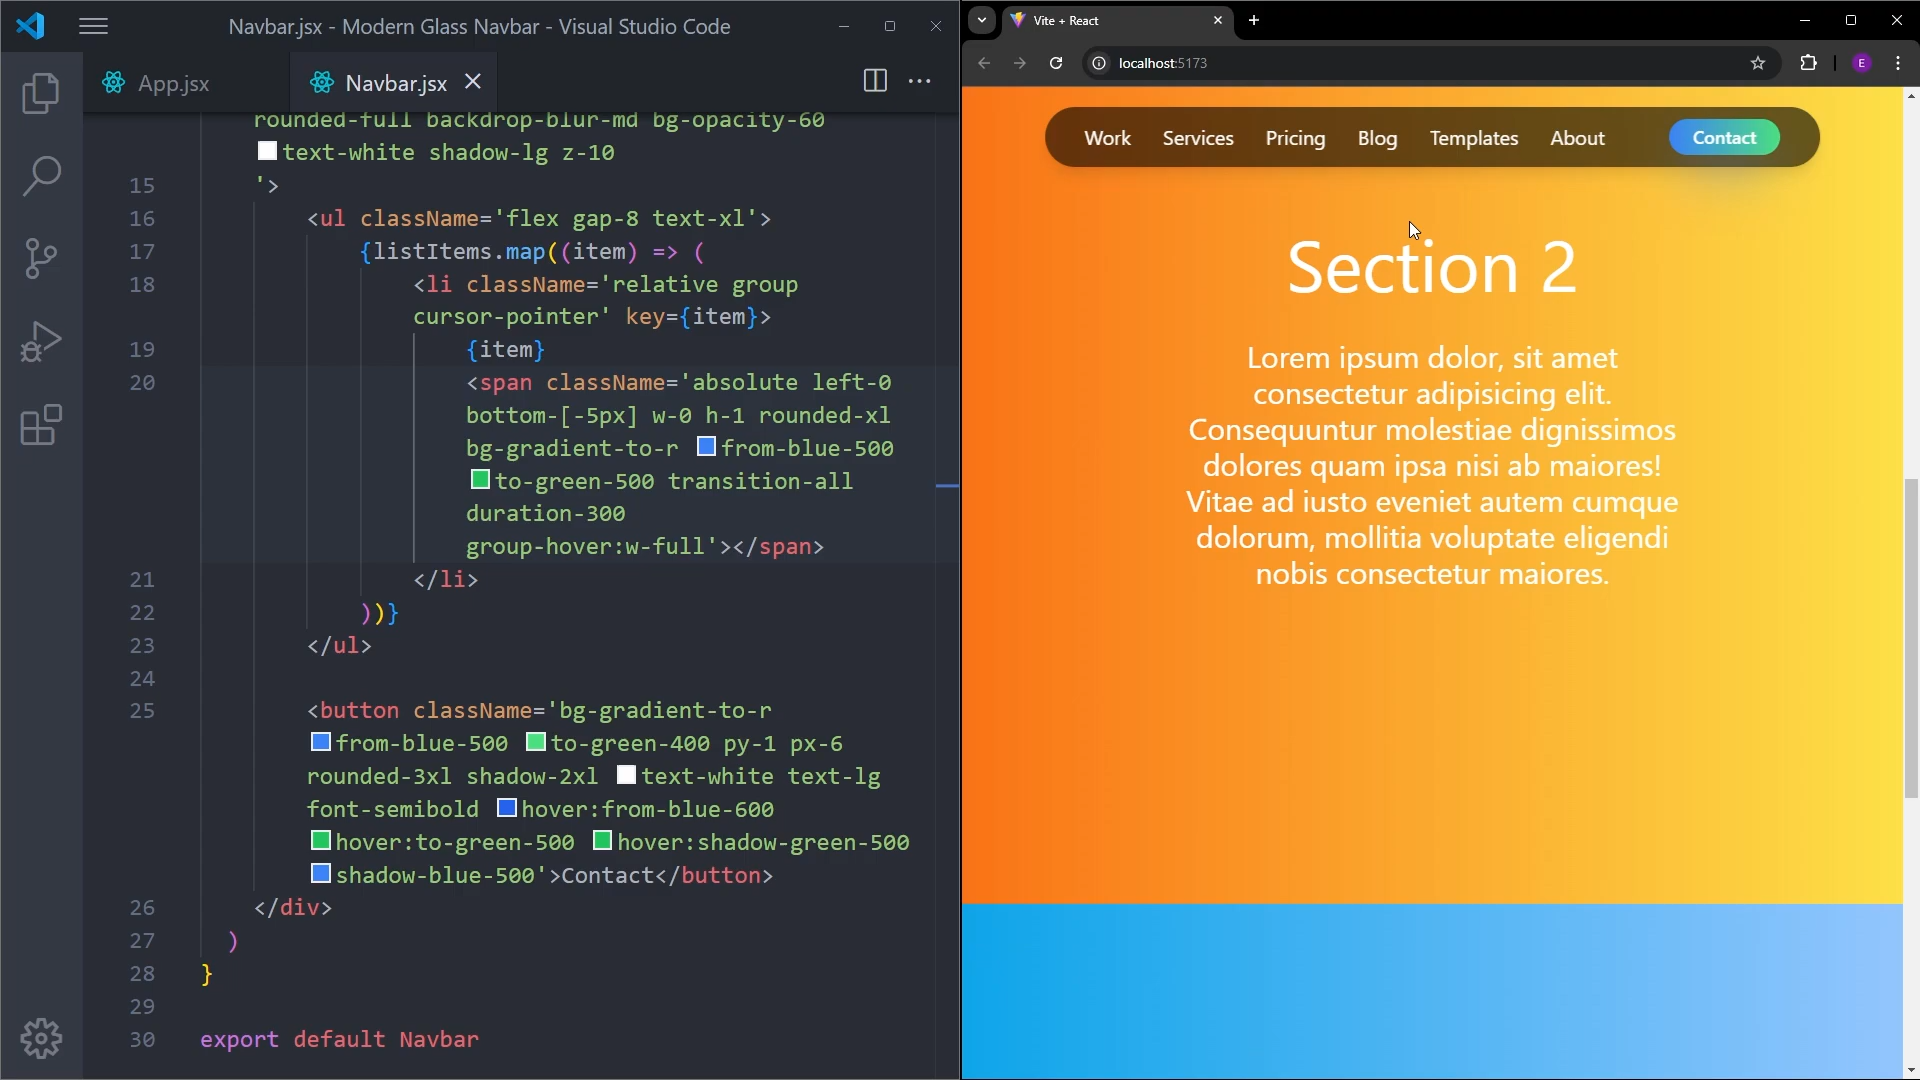 Navbar.jsx - Modern Glass Navbar - Visual Studio Code
App.jsx
Navbar.jsx
rounded-full backdrop-blur-md bg-opacity-60
text-white shadow-lg z-10
15 '>
16 <ul className='flex gap-8 text-xl'>
17 {listItems.map((item) => (
18 <li className='relative group
cursor-pointer' key={item}>
19 {item}
20 <span className='absolute left-0
bottom-[-5px] w-0 h-1 rounded-xl
bg-gradient-to-r from-blue-500
to-green-500 transition-all
duration-300
group-hover:w-full'></span>
21 </li>
22 ))}
23 </ul>
24
25 <button className='bg-gradient-to-r
from-blue-500 to-green-400 py-1 px-6
rounded-3xl shadow-2xl text-white text-lg
font-semibold hover:from-blue-600
hover:to-green-500 hover:shadow-green-500
shadow-blue-500'>Contact</button>
26 </div>
27 )
28 }
29
30 export default Navbar
Vite + React
localhost:5173
E
Work Services Pricing Blog Templates About Contact
Section 2
Lorem ipsum dolor, sit amet
consectetur adipisicing elit.
Consequuntur molestiae dignissimos
dolores quam ipsa nisi ab maiores!
Vitae ad iusto eveniet autem cumque
dolorum, mollitia voluptate eligendi
nobis consectetur maiores.